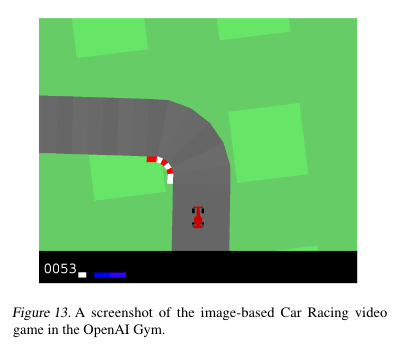 0053
Figure 13. A screenshot of the image-based Car Racing video
game in the OpenAI Gym.